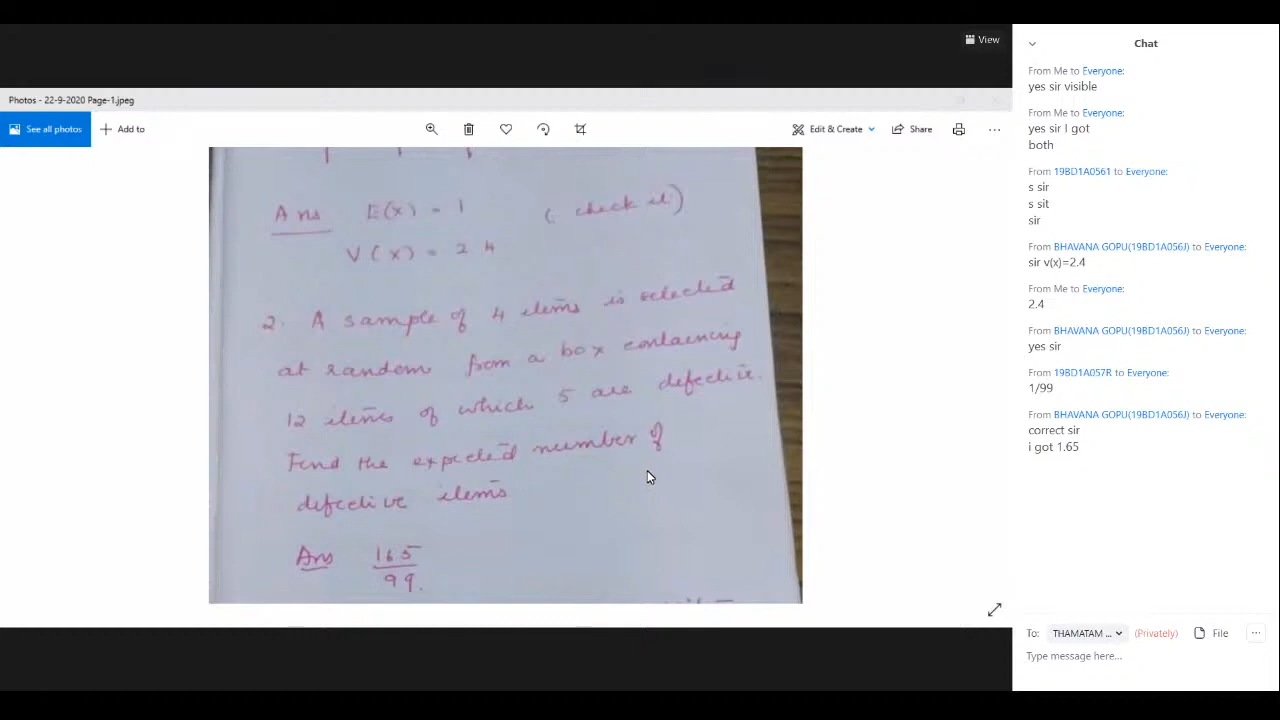 View
Photos - 22-9-2020 Page-1.jpeg
See all photos
Add to
Edit & Create
Share
Ans E(x) = 1 ( check it)
V(x) = 2.4
2. A sample of 4 items is selected
at random from a box containing
12 items of which 5 are defective.
Find the expected number of
defective items
Ans 165
99.
Chat
From Me to Everyone:
yes sir visible
From Me to Everyone:
yes sir I got
both
From 19BD1A0561 to Everyone:
s sir
s sit
sir
From BHAVANA GOPU(19BD1A056J) to Everyone:
sir v(x)=2.4
From Me to Everyone:
2.4
From BHAVANA GOPU(19BD1A056J) to Everyone:
yes sir
From 19BD1A057R to Everyone:
1/99
From BHAVANA GOPU(19BD1A056J) to Everyone:
correct sir
i got 1.65
To: THAMATAM ... (Privately) File
Type message here...